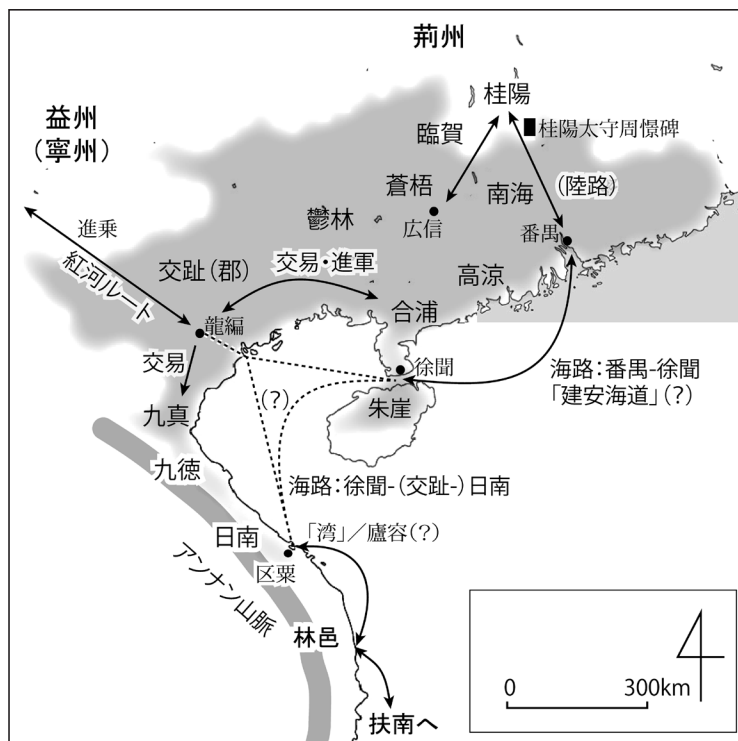 荊州
桂陽
益州
(寧州)
臨賀
桂陽太守周憬碑
蒼梧
南海
(陸路)
鬱林
広信
番禺
進乗
紅河ルート
交趾(郡)
交易・進軍
高涼
合浦
龍編
交易
徐聞
海路:番禺-徐聞
「建安海道」(?)
九真
(?)
朱崖
九徳
海路:徐聞-(交趾-)日南
日南
「湾」/廬容(?)
区粟
アンナン山脈
林邑
扶南へ
0 300km